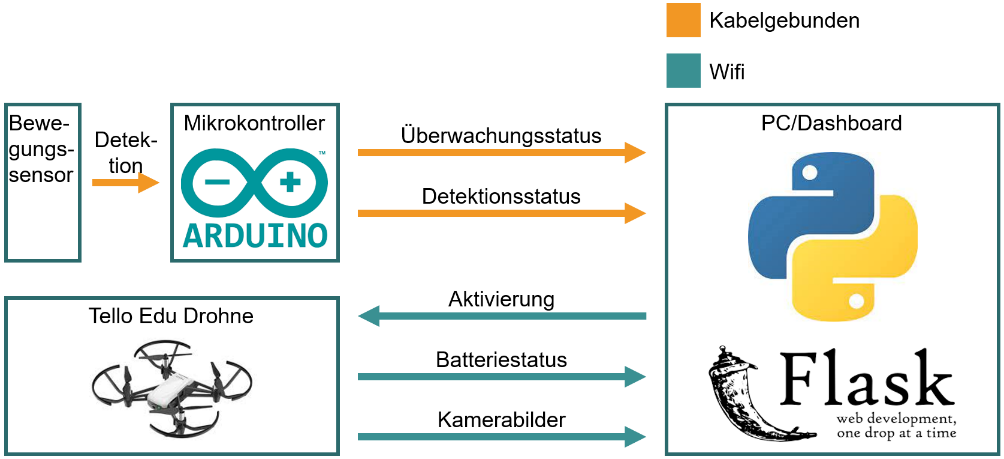 Kabelgebunden
Wifi
Bewe-
gungs-
sensor
Detek-
tion
Mikrokontroller
TM
ARDUINO
Überwachungsstatus
Detektionsstatus
PC/Dashboard
Tello Edu Drohne
Aktivierung
Batteriestatus
Kamerabilder
Flask
web development,
one drop at a time